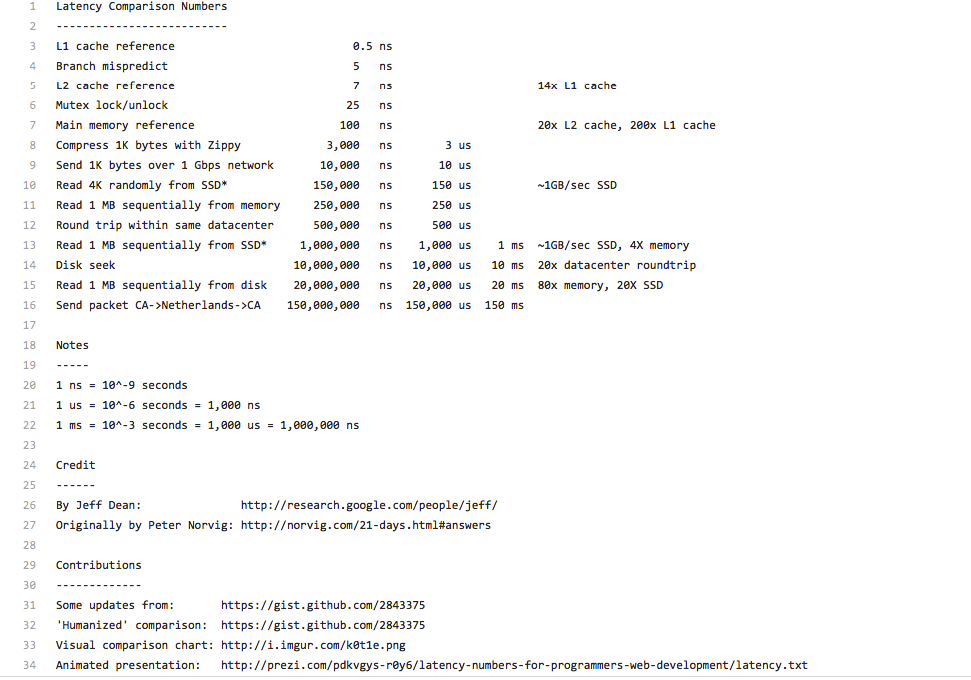 1 Latency Comparison Numbers
2 --------------------------
3 L1 cache reference 0.5 ns
4 Branch mispredict 5 ns
5 L2 cache reference 7 ns 14x L1 cache
6 Mutex lock/unlock 25 ns
7 Main memory reference 100 ns 20x L2 cache, 200x L1 cache
8 Compress 1K bytes with Zippy 3,000 ns 3 us
9 Send 1K bytes over 1 Gbps network 10,000 ns 10 us
10 Read 4K randomly from SSD* 150,000 ns 150 us ~1GB/sec SSD
11 Read 1 MB sequentially from memory 250,000 ns 250 us
12 Round trip within same datacenter 500,000 ns 500 us
13 Read 1 MB sequentially from SSD* 1,000,000 ns 1,000 us 1 ms ~1GB/sec SSD, 4X memory
14 Disk seek 10,000,000 ns 10,000 us 10 ms 20x datacenter roundtrip
15 Read 1 MB sequentially from disk 20,000,000 ns 20,000 us 20 ms 80x memory, 20X SSD
16 Send packet CA->Netherlands->CA 150,000,000 ns 150,000 us 150 ms
17
18 Notes
19 -----
20 1 ns = 10^-9 seconds
21 1 us = 10^-6 seconds = 1,000 ns
22 1 ms = 10^-3 seconds = 1,000 us = 1,000,000 ns
23
24 Credit
25 ------
26 By Jeff Dean: http://research.google.com/people/jeff/
27 Originally by Peter Norvig: http://norvig.com/21-days.html#answers
28
29 Contributions
30 -------------
31 Some updates from: https://gist.github.com/2843375
32 'Humanized' comparison: https://gist.github.com/2843375
33 Visual comparison chart: http://i.imgur.com/k0t1e.png
34 Animated presentation: http://prezi.com/pdkvgys-r0y6/latency-numbers-for-programmers-web-development/latency.txt